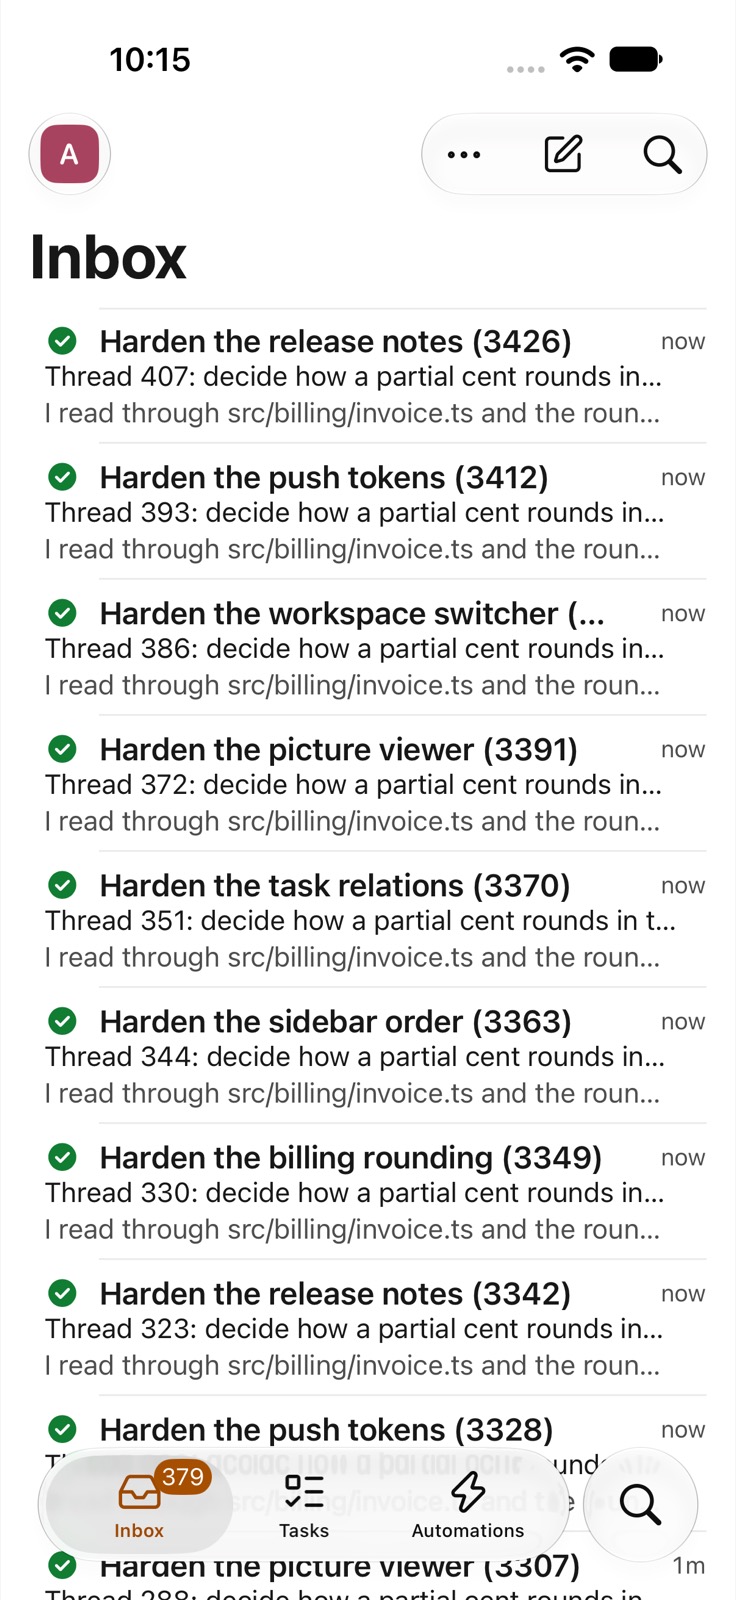 10:15
A
Inbox
Harden the release notes (3426) now
Thread 407: decide how a partial cent rounds in...
I read through src/billing/invoice.ts and the roun...
Harden the push tokens (3412) now
Thread 393: decide how a partial cent rounds in...
I read through src/billing/invoice.ts and the roun...
Harden the workspace switcher (... now
Thread 386: decide how a partial cent rounds in...
I read through src/billing/invoice.ts and the roun...
Harden the picture viewer (3391) now
Thread 372: decide how a partial cent rounds in...
I read through src/billing/invoice.ts and the roun...
Harden the task relations (3370) now
Thread 351: decide how a partial cent rounds in t...
I read through src/billing/invoice.ts and the roun...
Harden the sidebar order (3363) now
Thread 344: decide how a partial cent rounds in...
I read through src/billing/invoice.ts and the roun...
Harden the billing rounding (3349) now
Thread 330: decide how a partial cent rounds in...
I read through src/billing/invoice.ts and the roun...
Harden the release notes (3342) now
Thread 323: decide how a partial cent rounds in...
I read through src/billing/invoice.ts and the roun...
Harden the push tokens (3328) now
379
Inbox Tasks Automations
Harden the picture viewer (3307) 1m
Thread 288: decide how a partial cent rounds in...